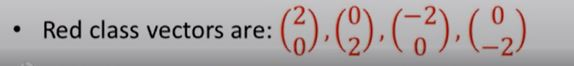 • Red class vectors are: (2 0), (0 2), (−2 0), (0 −2)